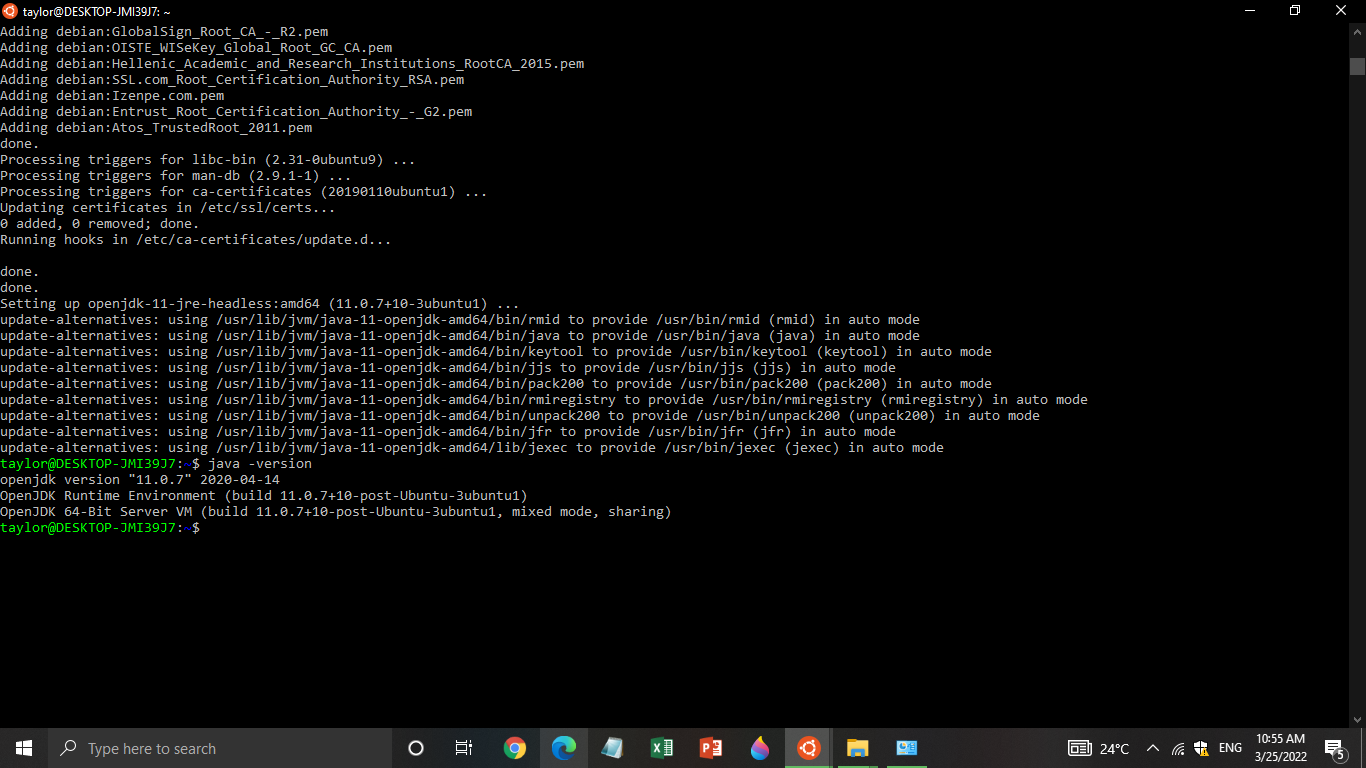 taylor@DESKTOP-JMI39J7: ~
Adding debian:GlobalSign_Root_CA_-_R2.pem
Adding debian:OISTE_WISeKey_Global_Root_GC_CA.pem
Adding debian:Hellenic_Academic_and_Research_Institutions_RootCA_2015.pem
Adding debian:SSL.com_Root_Certification_Authority_RSA.pem
Adding debian:Izenpe.com.pem
Adding debian:Entrust_Root_Certification_Authority_-_G2.pem
Adding debian:Atos_TrustedRoot_2011.pem
done.
Processing triggers for libc-bin (2.31-0ubuntu9) ...
Processing triggers for man-db (2.9.1-1) ...
Processing triggers for ca-certificates (20190110ubuntu1) ...
Updating certificates in /etc/ssl/certs...
0 added, 0 removed; done.
Running hooks in /etc/ca-certificates/update.d...
done.
done.
Setting up openjdk-11-jre-headless:amd64 (11.0.7+10-3ubuntu1) ...
update-alternatives: using /usr/lib/jvm/java-11-openjdk-amd64/bin/rmid to provide /usr/bin/rmid (rmid) in auto mode
update-alternatives: using /usr/lib/jvm/java-11-openjdk-amd64/bin/java to provide /usr/bin/java (java) in auto mode
update-alternatives: using /usr/lib/jvm/java-11-openjdk-amd64/bin/keytool to provide /usr/bin/keytool (keytool) in auto mode
update-alternatives: using /usr/lib/jvm/java-11-openjdk-amd64/bin/jjs to provide /usr/bin/jjs (jjs) in auto mode
update-alternatives: using /usr/lib/jvm/java-11-openjdk-amd64/bin/pack200 to provide /usr/bin/pack200 (pack200) in auto mode
update-alternatives: using /usr/lib/jvm/java-11-openjdk-amd64/bin/rmiregistry to provide /usr/bin/rmiregistry (rmiregistry) in auto mode
update-alternatives: using /usr/lib/jvm/java-11-openjdk-amd64/bin/unpack200 to provide /usr/bin/unpack200 (unpack200) in auto mode
update-alternatives: using /usr/lib/jvm/java-11-openjdk-amd64/bin/jfr to provide /usr/bin/jfr (jfr) in auto mode
update-alternatives: using /usr/lib/jvm/java-11-openjdk-amd64/lib/jexec to provide /usr/bin/jexec (jexec) in auto mode
taylor@DESKTOP-JMI39J7:~$ java -version
openjdk version "11.0.7" 2020-04-14
OpenJDK Runtime Environment (build 11.0.7+10-post-Ubuntu-3ubuntu1)
OpenJDK 64-Bit Server VM (build 11.0.7+10-post-Ubuntu-3ubuntu1, mixed mode, sharing)
taylor@DESKTOP-JMI39J7:~$
Type here to search
24°C
ENG
10:55 AM
3/25/2022
5